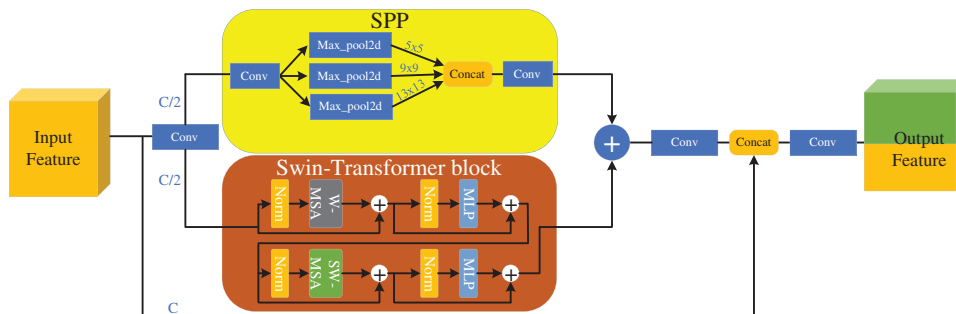 SPP
Max_pool2d
5x5
Conv
Max_pool2d
9x9
Concat
Conv
Max_pool2d
13x13
C/2
Input
Feature
Conv
C/2
+
Conv
Concat
Conv
Output
Feature
Swin-Transformer block
Norm
W-
MSA
+
Norm
MLP
+
Norm
SW-
MSA
+
Norm
MLP
+
C